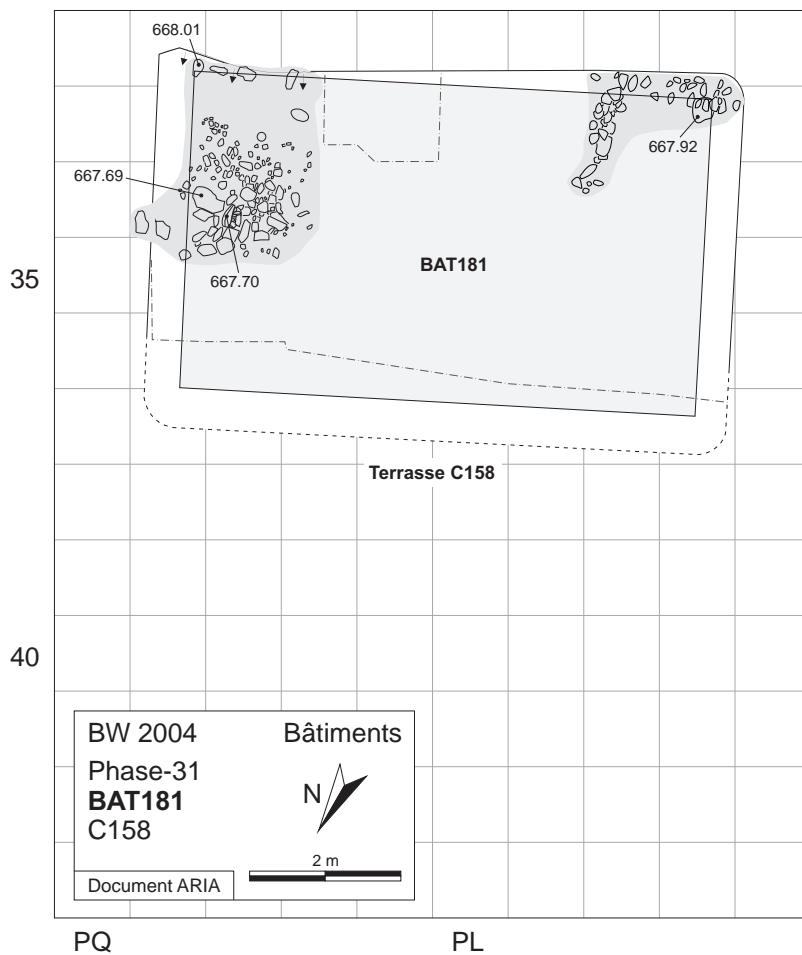 668.01
667.92
667.69
BAT181
35
667.70
Terrasse C158
40
BW 2004 Bâtiments
Phase-31
BAT181
C158
N
2 m
Document ARIA
PQ PL